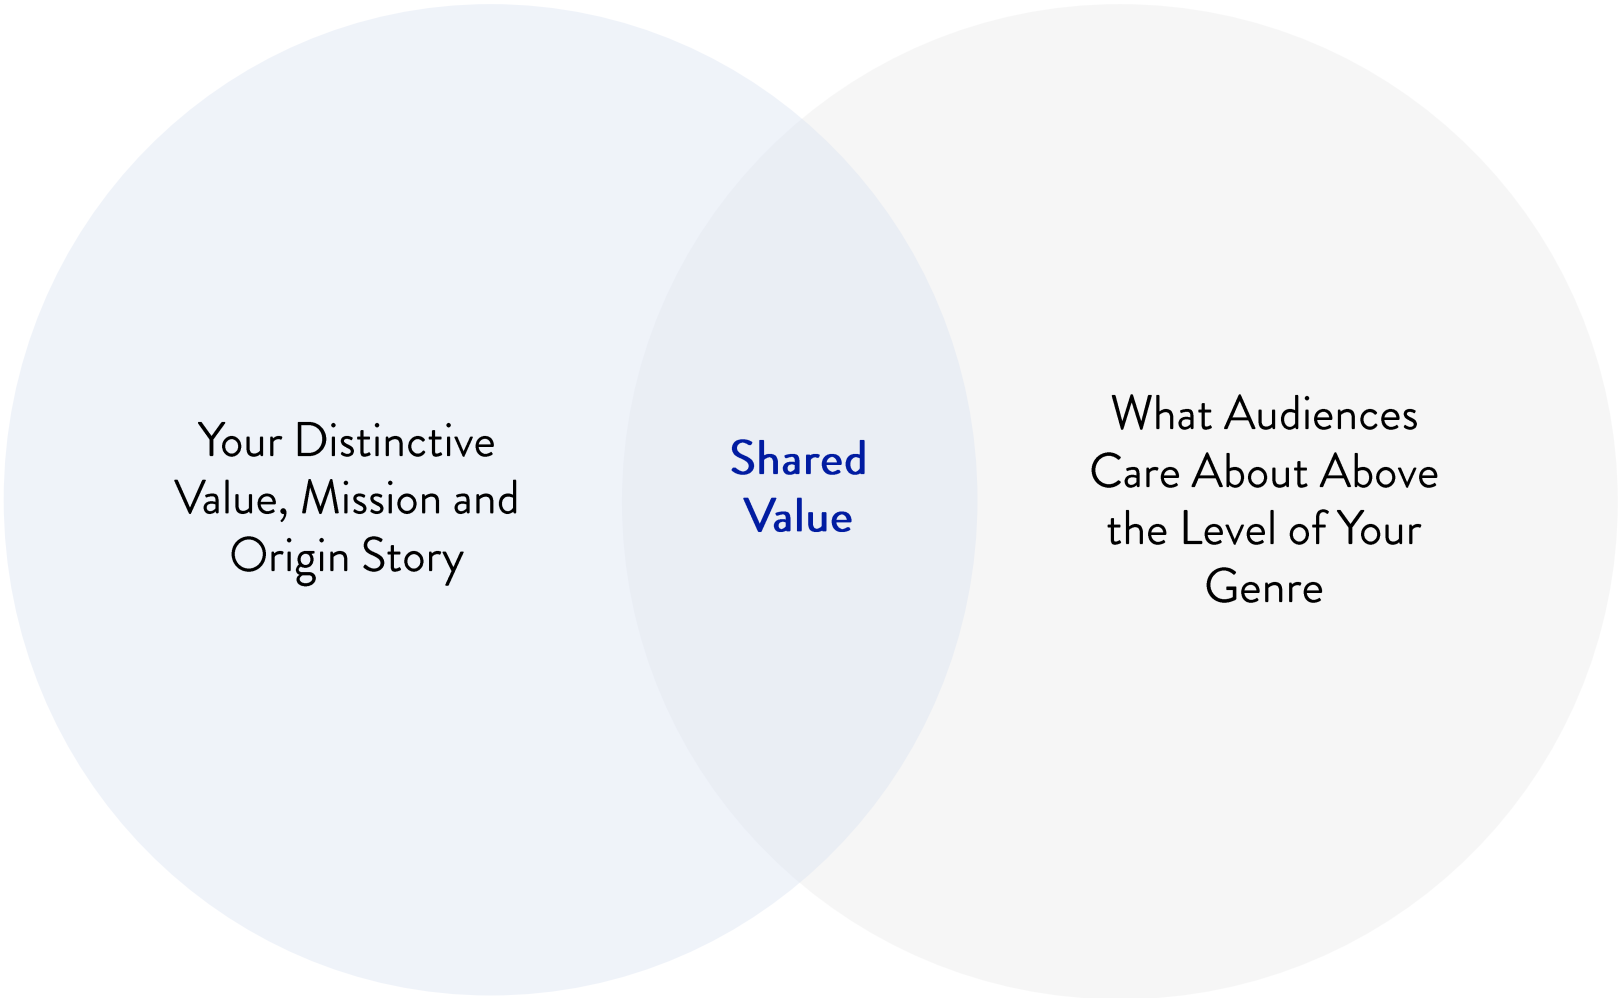 Your Distinctive
Value, Mission and
Origin Story
Shared
Value
What Audiences
Care About Above
the Level of Your
Genre